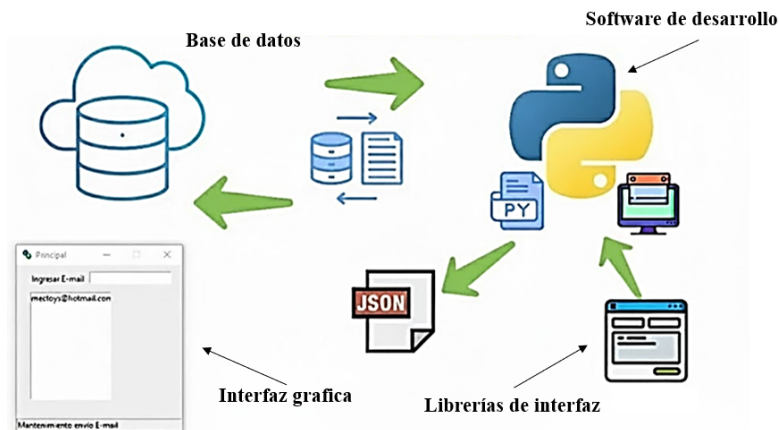 Software de desarrollo
Base de datos
PY
Principal
Ingresar E-mail
mectoys@hotmail.con
JSON
Interfaz grafica
Librerías de interfaz
Mantenimiento envío E-mail